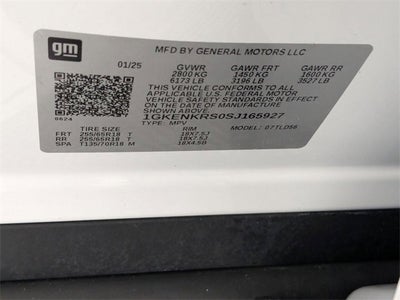 gm
MFD BY GENERAL MOTORS LLC
01/25 GVWR GAWR FRT GAWR RR
2800 KG 1450 KG 1600 KG
6173 LB 3196 LB 3527 LB
THIS VEHICLE CONFORMS TO ALL
APPLICABLE U.S. FEDERAL MOTOR VEHICLE
SAFETY STANDARDS IN EFFECT ON
THE DATE OF MANUFACTURE
SHOWN ABOVE.
1GKENKRS0SJ165927
TYPE: MPV MODEL: 07TLD56
0624
TIRE SIZE RIM
FRT 255/65R18 T 18X7.5J
RR 255/65R18 T 18X7.5J
SPA T135/70R18 M 18X4.5B